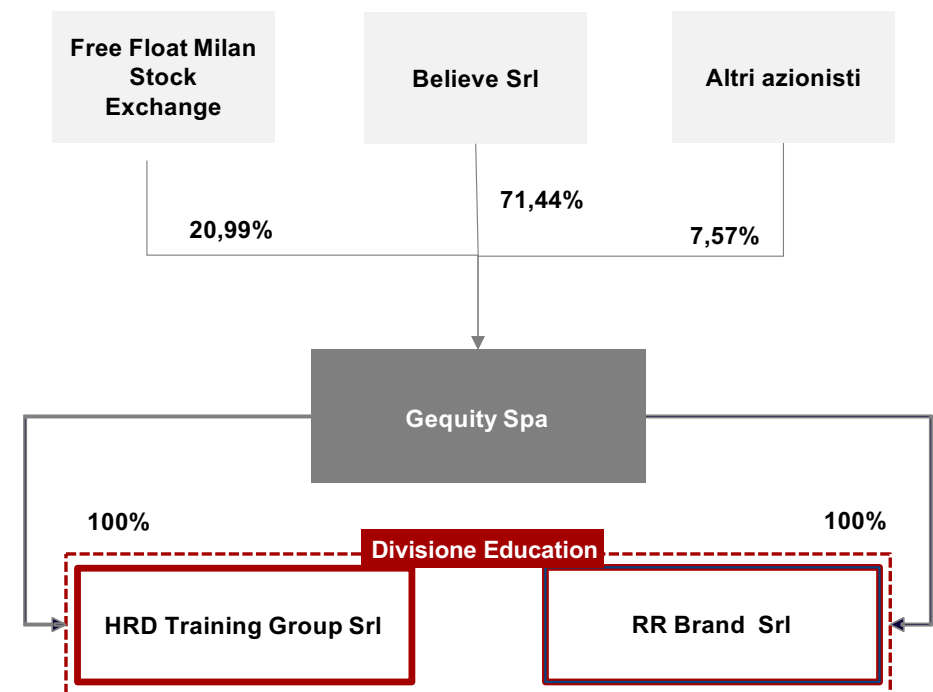 Free Float Milan
Stock
Exchange
Believe Srl
Altri azionisti
71,44%
20,99%
7,57%
Gequity Spa
100%
100%
Divisione Education
HRD Training Group Srl
RR Brand  Srl